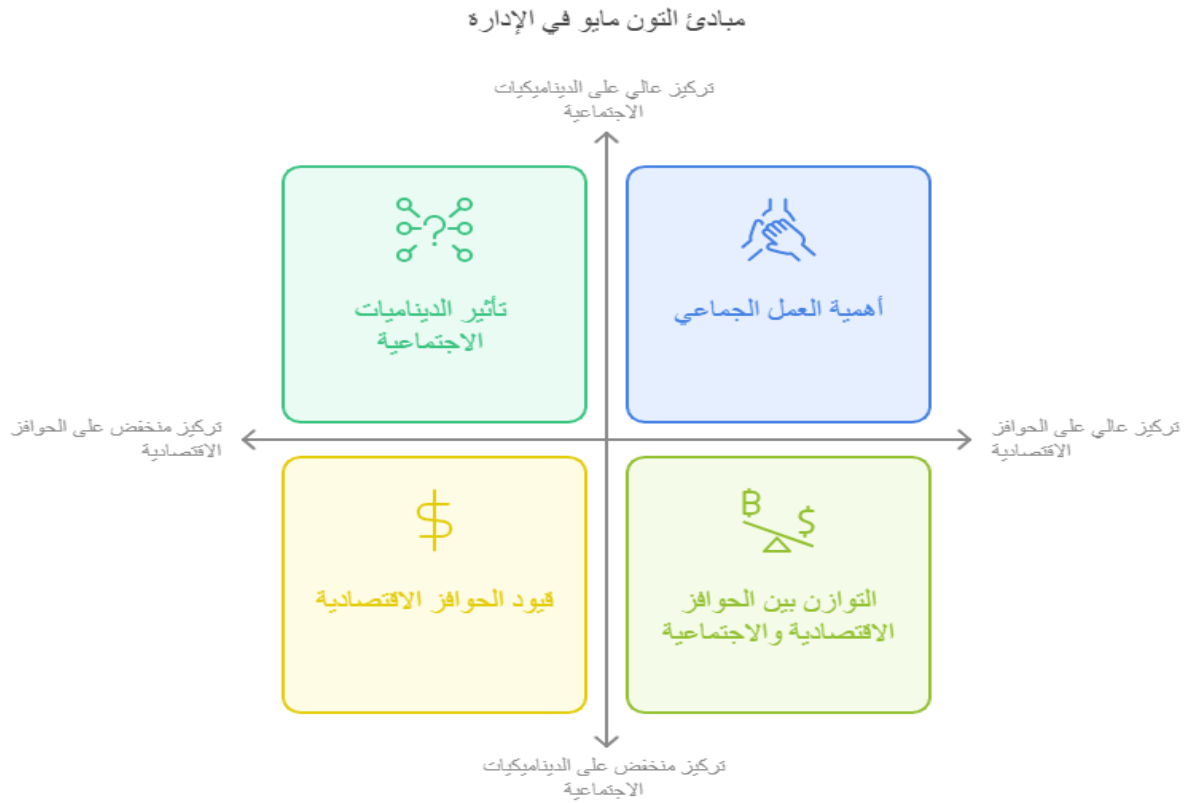 مبادئ التون مايو في الإدارة
تركيز عالي على الديناميكيات
الاجتماعية
أهمية العمل الجماعي
تأثير الديناميات
الاجتماعية
تركيز عالي على الحوافز
الاقتصادية
تركيز منخفض على الحوافز
الاقتصادية
التوازن بين الحوافز
الاقتصادية والاجتماعية
قيود الحوافز الاقتصادية
تركيز منخفض على الديناميكيات
الاجتماعية